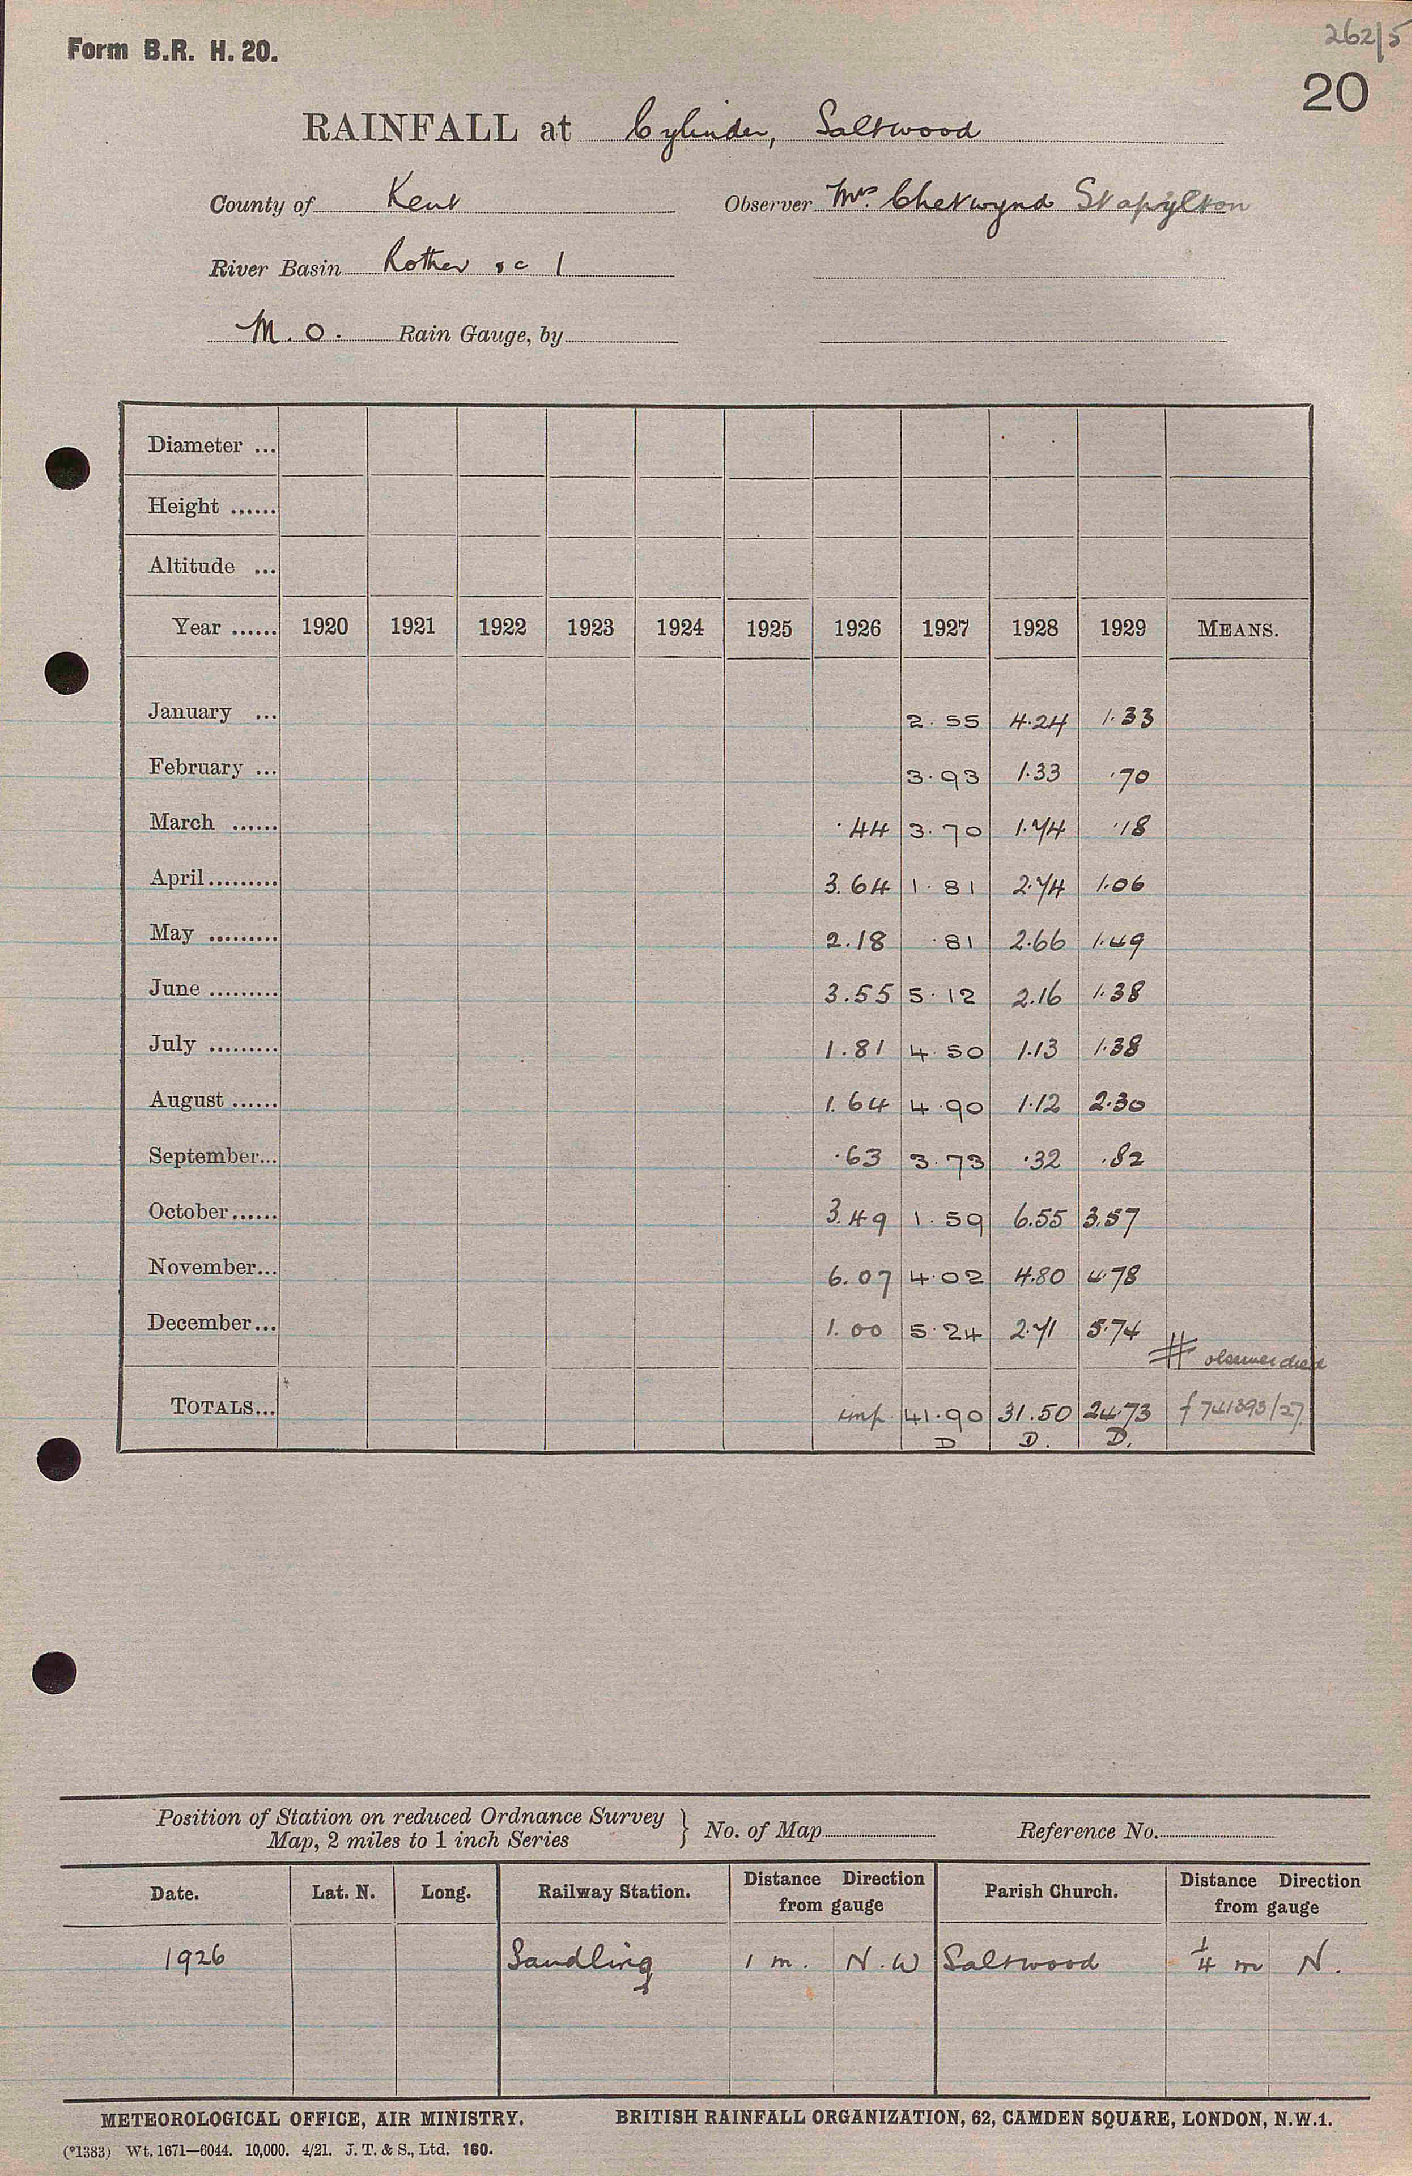 262/5
Form B.R. H. 20.
20
RAINFALL at Cylinder, Saltwood
County of Kent Observer Mrs. Chetwynd Stapylton
River Basin Rother &c 1
M.O. Rain Gauge, by
Diameter ...
Height ......
Altitude ...
Year ...... 1920 1921 1922 1923 1924 1925 1926 1927 1928 1929 MEANS.
January ... 2.55 4.24 1.33
February ... 3.93 1.33 .70
March ...... .44 3.70 1.74 .18
April......... 3.64 1.81 2.74 1.06
May ......... 2.18 .81 2.66 1.49
June ......... 3.55 5.12 2.16 1.38
July ......... 1.81 4.50 1.13 1.38
August ...... 1.64 4.90 1.12 2.30
September... .63 3.73 .32 .82
October...... 3.49 1.59 6.55 3.57
November... 6.07 4.02 4.80 4.78
December... 1.00 5.24 2.71 5.74
# observer died
TOTALS... imp. 41.90 31.50 24.73 f 741393/27.
D D. D.
Position of Station on reduced Ordnance Survey
Map, 2 miles to 1 inch Series } No. of Map Reference No.
Date. Lat. N. Long. Railway Station. Distance Direction from gauge Parish Church. Distance Direction from gauge
1926 Sandling 1 m. N.W Saltwood 1/4 m N.
METEOROLOGICAL OFFICE, AIR MINISTRY. BRITISH RAINFALL ORGANIZATION, 62, CAMDEN SQUARE, LONDON, N.W.1.
(*1383) Wt. 1671—6044. 10,000. 4/21. J. T. & S., Ltd. 160.